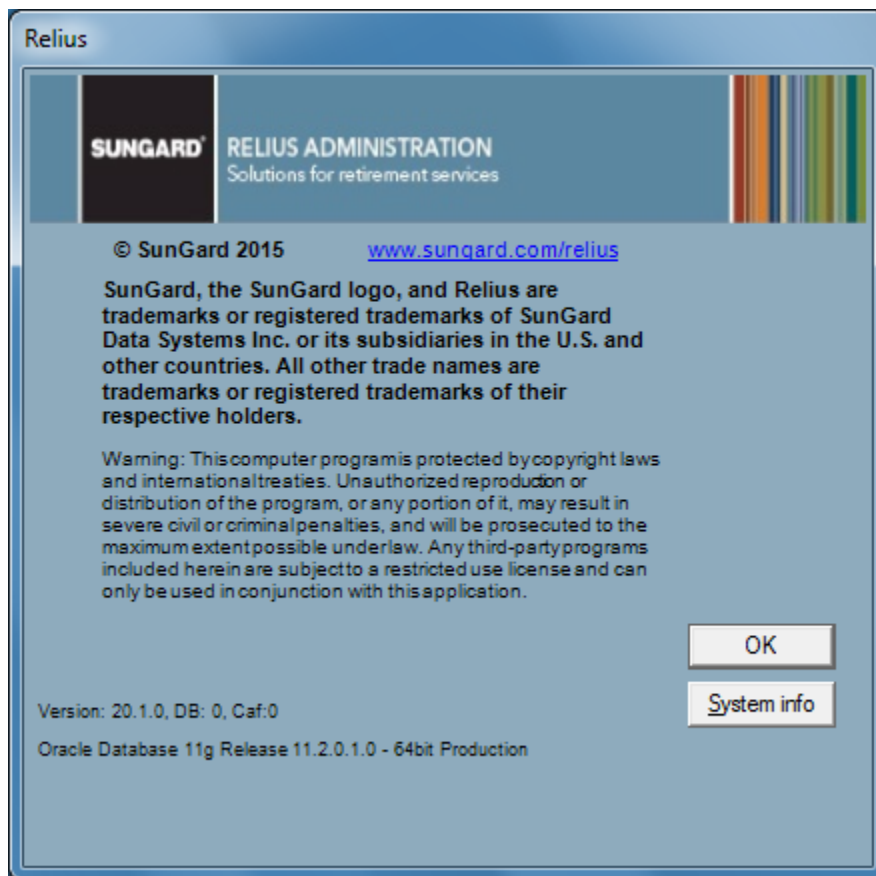 Relius
SUNGARD®
RELIUS ADMINISTRATION
Solutions for retirement services
© SunGard 2015 www.sungard.com/relius
SunGard, the SunGard logo, and Relius are
trademarks or registered trademarks of SunGard
Data Systems Inc. or its subsidiaries in the U.S. and
other countries. All other trade names are
trademarks or registered trademarks of their
respective holders.
Warning: This computer program is protected by copyright laws
and international treaties. Unauthorized reproduction or
distribution of the program, or any portion of it, may result in
severe civil or criminal penalties, and will be prosecuted to the
maximum extent possible under law. Any third-party programs
included herein are subject to a restricted use license and can
only be used in conjunction with this application.
OK
System info
Version: 20.1.0, DB: 0, Caf:0
Oracle Database 11g Release 11.2.0.1.0 - 64bit Production